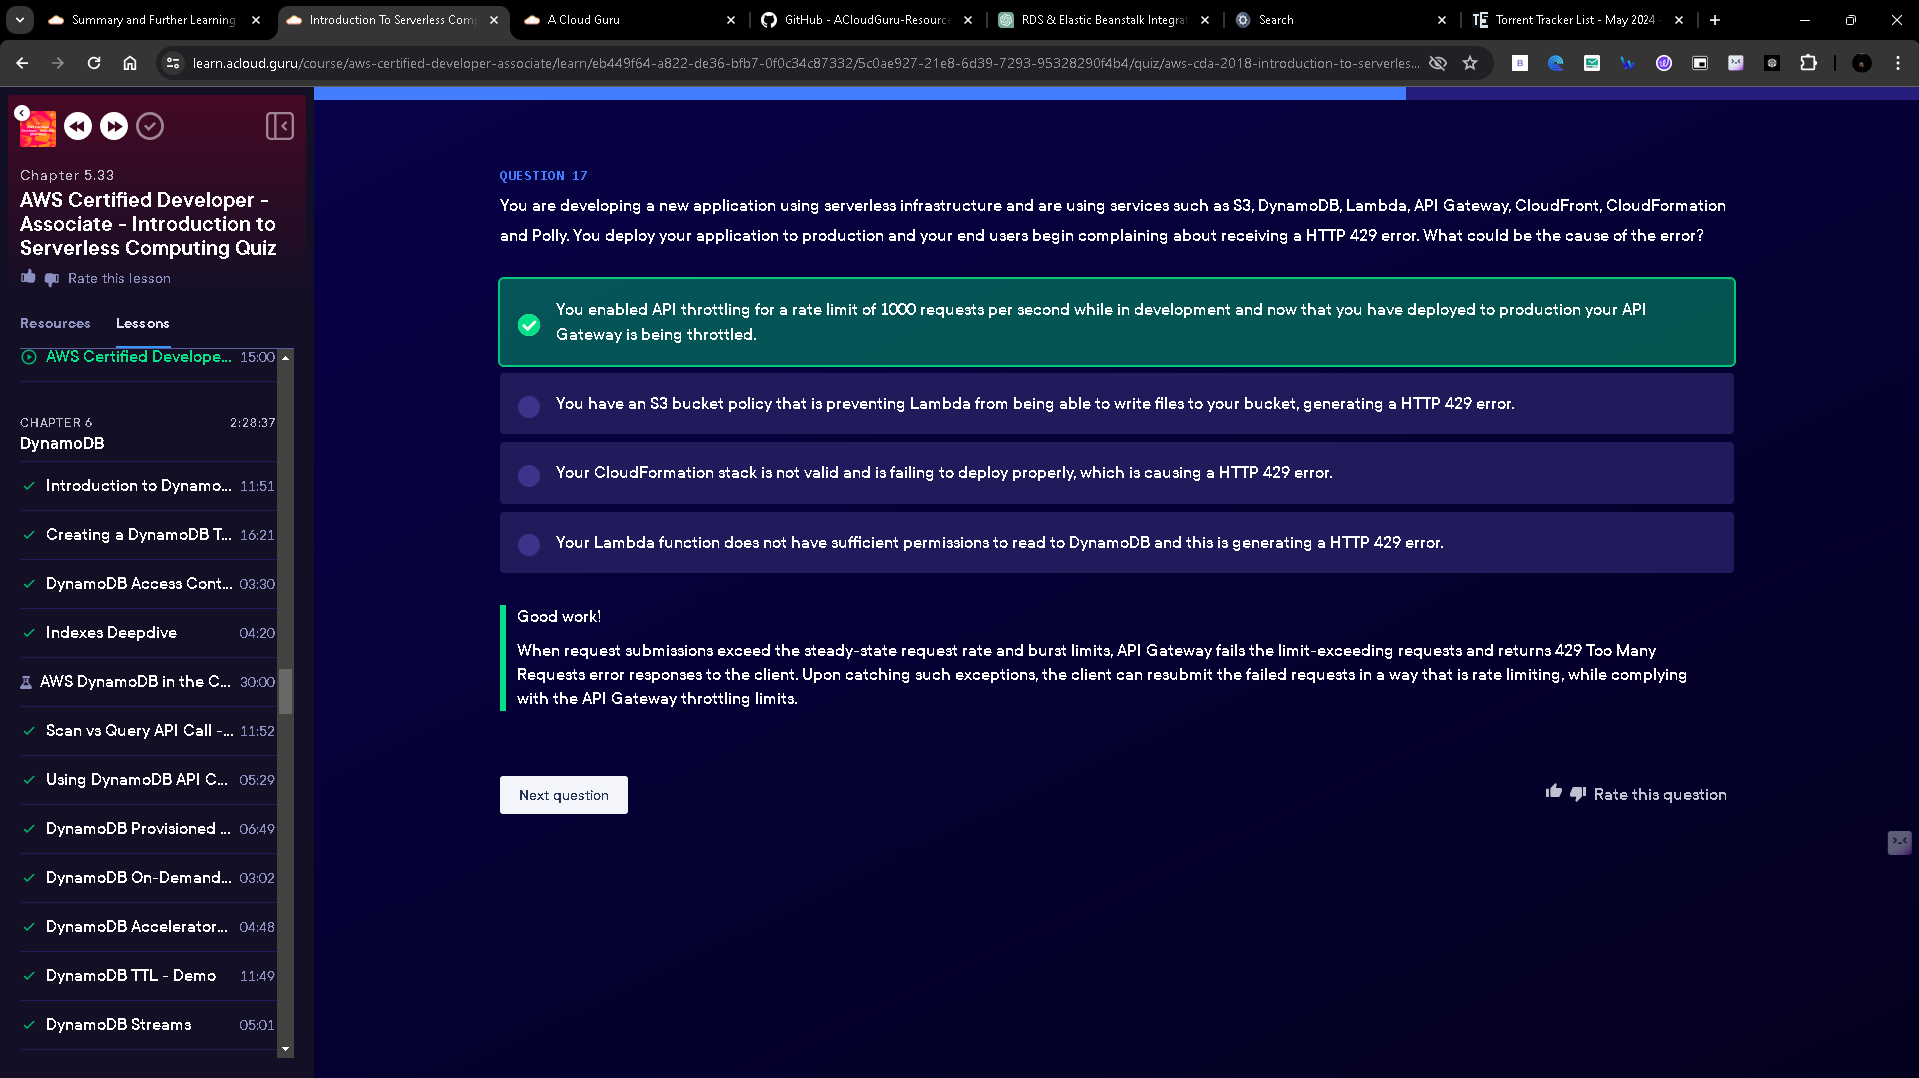 Summary and Further Learning
Introduction To Serverless Comp
A Cloud Guru
GitHub - ACloudGuru-Resource
RDS & Elastic Beanstalk Integrat
Search
Torrent Tracker List - May 2024 -
learn.acloud.guru/course/aws-certified-developer-associate/learn/eb449f64-a822-de36-bfb7-0f0c34c87332/5c0ae927-21e8-6d39-7293-95328290f4b4/quiz/aws-cda-2018-introduction-to-serverles...
Chapter 5.33
AWS Certified Developer -
Associate - Introduction to
Serverless Computing Quiz
Rate this lesson
Resources
Lessons
AWS Certified Develope... 15:00
CHAPTER 6 2:28:37
DynamoDB
Introduction to Dynamo... 11:51
Creating a DynamoDB T... 16:21
DynamoDB Access Cont... 03:30
Indexes Deepdive 04:20
AWS DynamoDB in the C... 30:00
Scan vs Query API Call -... 11:52
Using DynamoDB API C... 05:29
DynamoDB Provisioned ... 06:49
DynamoDB On-Demand... 03:02
DynamoDB Accelerator... 04:48
DynamoDB TTL - Demo 11:49
DynamoDB Streams 05:01
QUESTION 17
You are developing a new application using serverless infrastructure and are using services such as S3, DynamoDB, Lambda, API Gateway, CloudFront, CloudFormation
and Polly. You deploy your application to production and your end users begin complaining about receiving a HTTP 429 error. What could be the cause of the error?
You enabled API throttling for a rate limit of 1000 requests per second while in development and now that you have deployed to production your API
Gateway is being throttled.
You have an S3 bucket policy that is preventing Lambda from being able to write files to your bucket, generating a HTTP 429 error.
Your CloudFormation stack is not valid and is failing to deploy properly, which is causing a HTTP 429 error.
Your Lambda function does not have sufficient permissions to read to DynamoDB and this is generating a HTTP 429 error.
Good work!
When request submissions exceed the steady-state request rate and burst limits, API Gateway fails the limit-exceeding requests and returns 429 Too Many
Requests error responses to the client. Upon catching such exceptions, the client can resubmit the failed requests in a way that is rate limiting, while complying
with the API Gateway throttling limits.
Next question
Rate this question